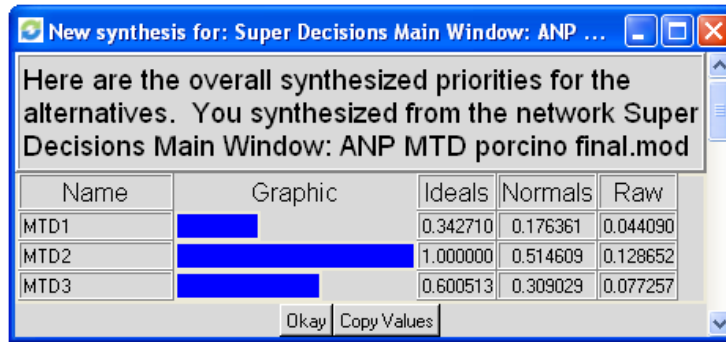 New synthesis for: Super Decisions Main Window: ANP ...
Here are the overall synthesized priorities for the
alternatives. You synthesized from the network Super
Decisions Main Window: ANP MTD porcino final.mod
Name Graphic Ideals Normals Raw
MTD1 0.342710 0.176361 0.044090
MTD2 1.000000 0.514609 0.128652
MTD3 0.600513 0.309029 0.077257
Okay Copy Values